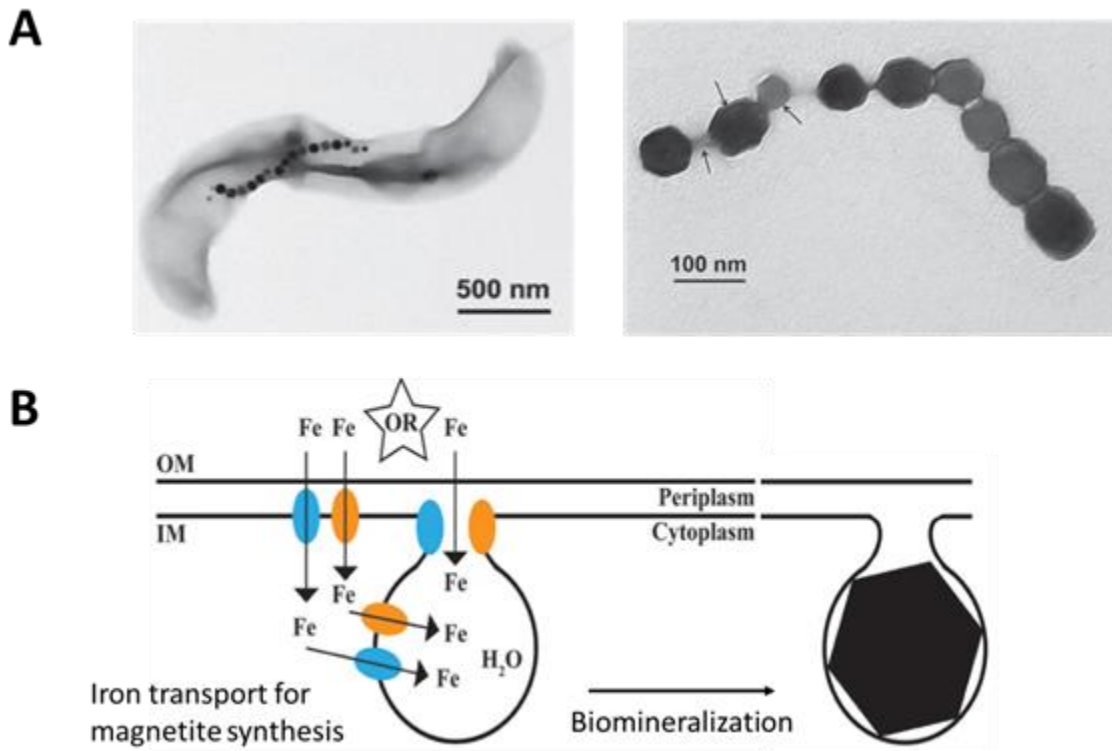 A
500 nm
100 nm
B
Fe Fe OR Fe
OM
Periplasm
IM
Cytoplasm
Fe
Fe
Fe
Fe
Fe
H₂O
Iron transport for
magnetite synthesis
Biomineralization